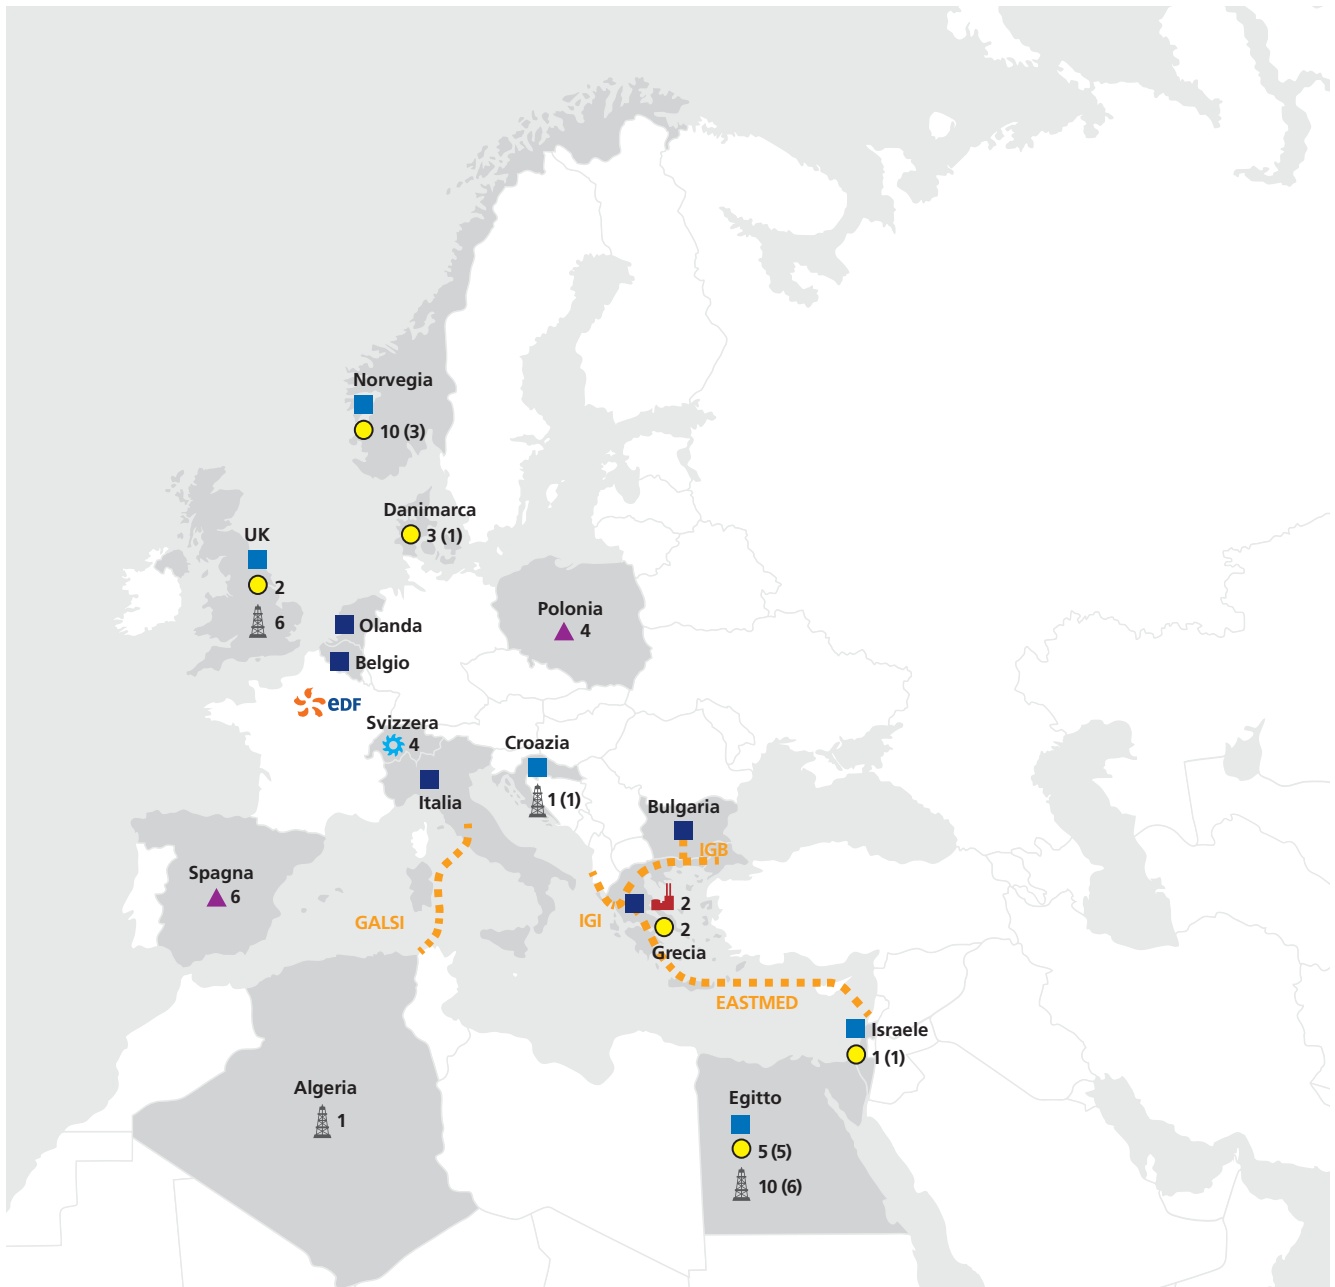 Norvegia
10 (3)
Danimarca
3 (1)
UK
2
6
Olanda
Belgio
Polonia
4
eDF
Svizzera
4
Croazia
1 (1)
Italia
Bulgaria
IGB
Spagna
6
GALSI
IGI
2
2
Grecia
EASTMED
Israele
1 (1)
Algeria
1
Egitto
5 (5)
10 (6)